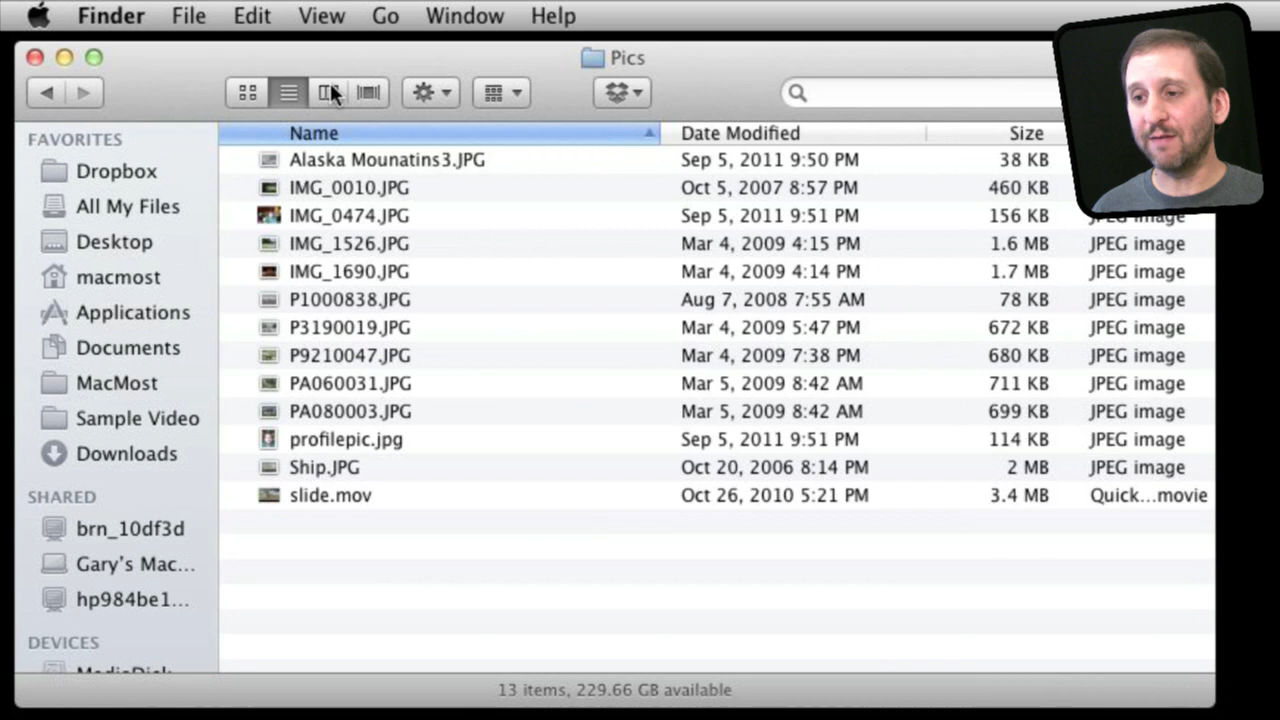 Finder File Edit View Go Window Help
Pics
FAVORITES
Dropbox
All My Files
Desktop
macmost
Applications
Documents
MacMost
Sample Video
Downloads
SHARED
brn_10df3d
Gary's Mac...
hp984be1...
DEVICES
MediaDisk
Name Date Modified Size
Alaska Mounatins3.JPG Sep 5, 2011 9:50 PM 38 KB
IMG_0010.JPG Oct 5, 2007 8:57 PM 460 KB
IMG_0474.JPG Sep 5, 2011 9:51 PM 156 KB JPEG image
IMG_1526.JPG Mar 4, 2009 4:15 PM 1.6 MB JPEG image
IMG_1690.JPG Mar 4, 2009 4:14 PM 1.7 MB JPEG image
P1000838.JPG Aug 7, 2008 7:55 AM 78 KB JPEG image
P3190019.JPG Mar 4, 2009 5:47 PM 672 KB JPEG image
P9210047.JPG Mar 4, 2009 7:38 PM 680 KB JPEG image
PA060031.JPG Mar 5, 2009 8:42 AM 711 KB JPEG image
PA080003.JPG Mar 5, 2009 8:42 AM 699 KB JPEG image
profilepic.jpg Sep 5, 2011 9:51 PM 114 KB JPEG image
Ship.JPG Oct 20, 2006 8:14 PM 2 MB JPEG image
slide.mov Oct 26, 2010 5:21 PM 3.4 MB Quick...movie
13 items, 229.66 GB available